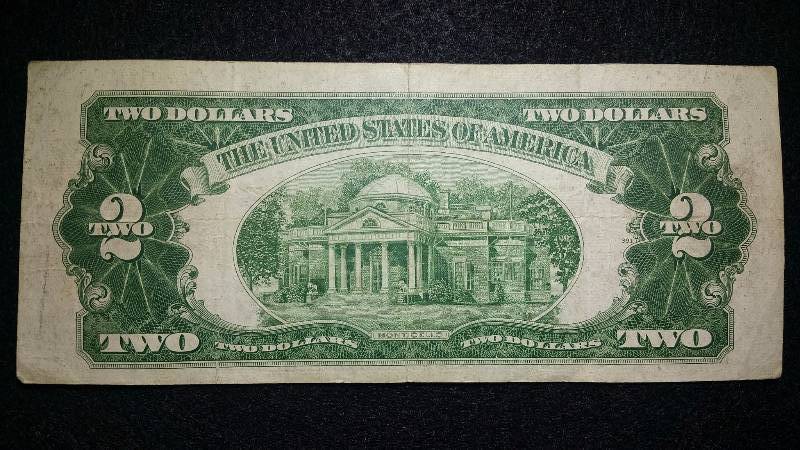 TWO DOLLARS TWO DOLLARS
THE UNITED STATES OF AMERICA
2 2
TWO TWO
MONTICELLO
TWO TWO DOLLARS TWO DOLLARS TWO